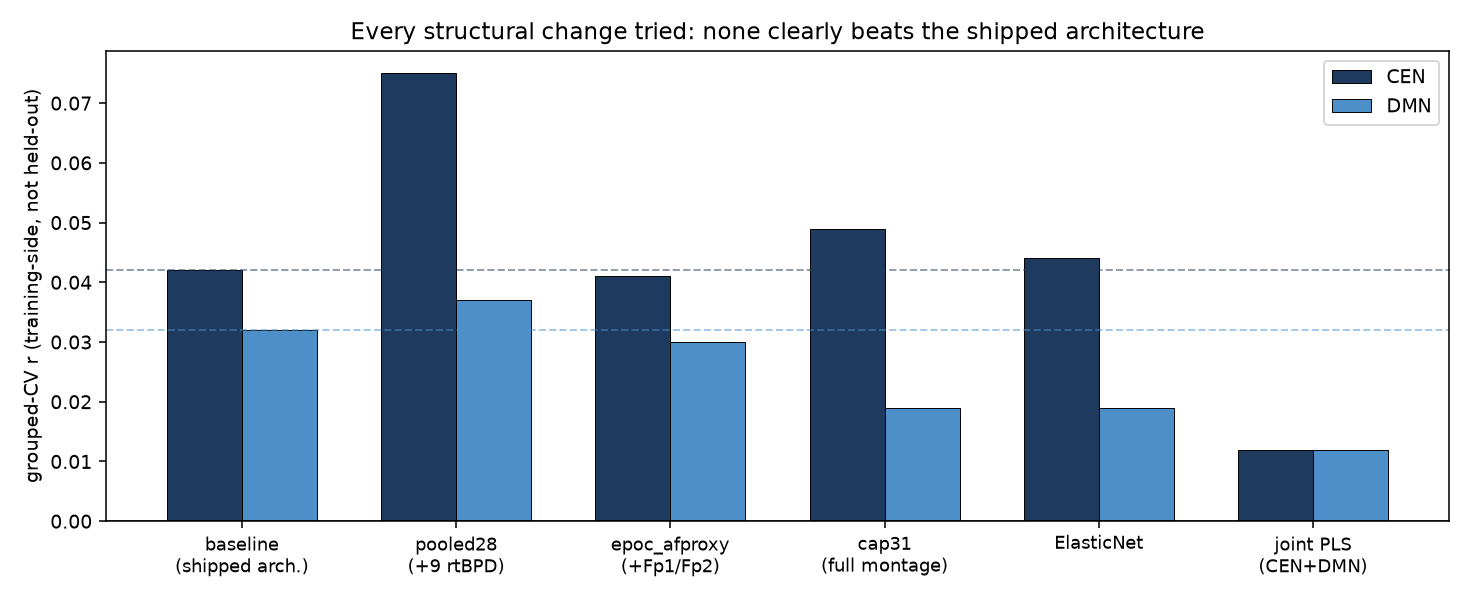 Every structural change tried: none clearly beats the shipped architecture
grouped-CV r (training-side, not held-out)
0.07
0.06
0.05
0.04
0.03
0.02
0.01
0.00
CEN
DMN
baseline
(shipped arch.)
pooled28
(+9 rtBPD)
epoc_afproxy
(+Fp1/Fp2)
cap31
(full montage)
ElasticNet
joint PLS
(CEN+DMN)